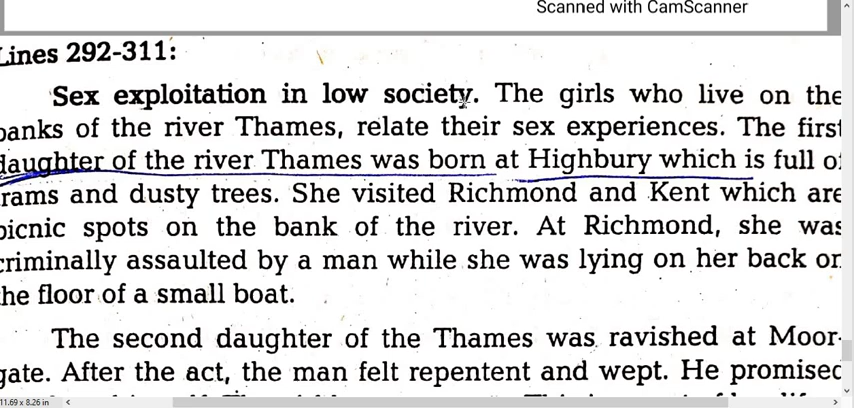 Scanned with CamScanner
Lines 292-311:
Sex exploitation in low society. The girls who live on the
banks of the river Thames, relate their sex experiences. The first
daughter of the river Thames was born at Highbury which is full of
rams and dusty trees. She visited Richmond and Kent which are
picnic spots on the bank of the river. At Richmond, she was
criminally assaulted by a man while she was lying on her back on
the floor of a small boat.
The second daughter of the Thames was ravished at Moor-
gate. After the act, the man felt repentent and wept. He promised
11.69 x 8.26 in